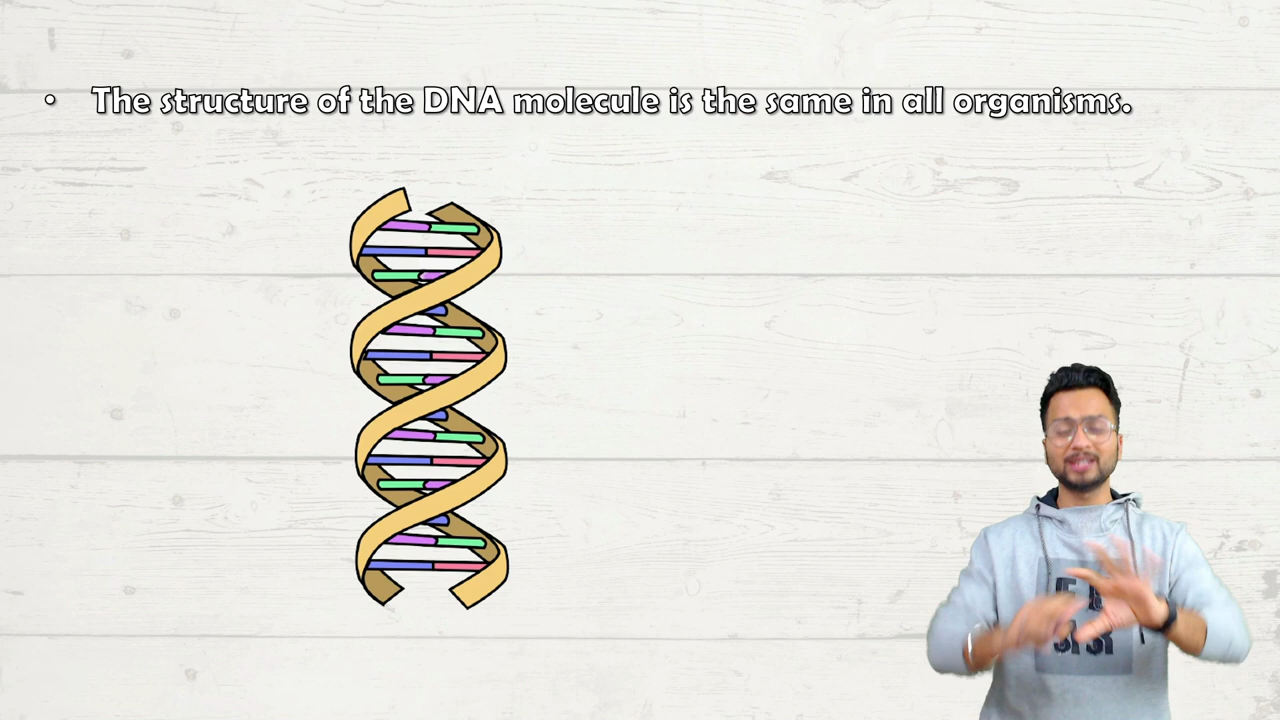 • The structure of the DNA molecule is the same in all organisms.